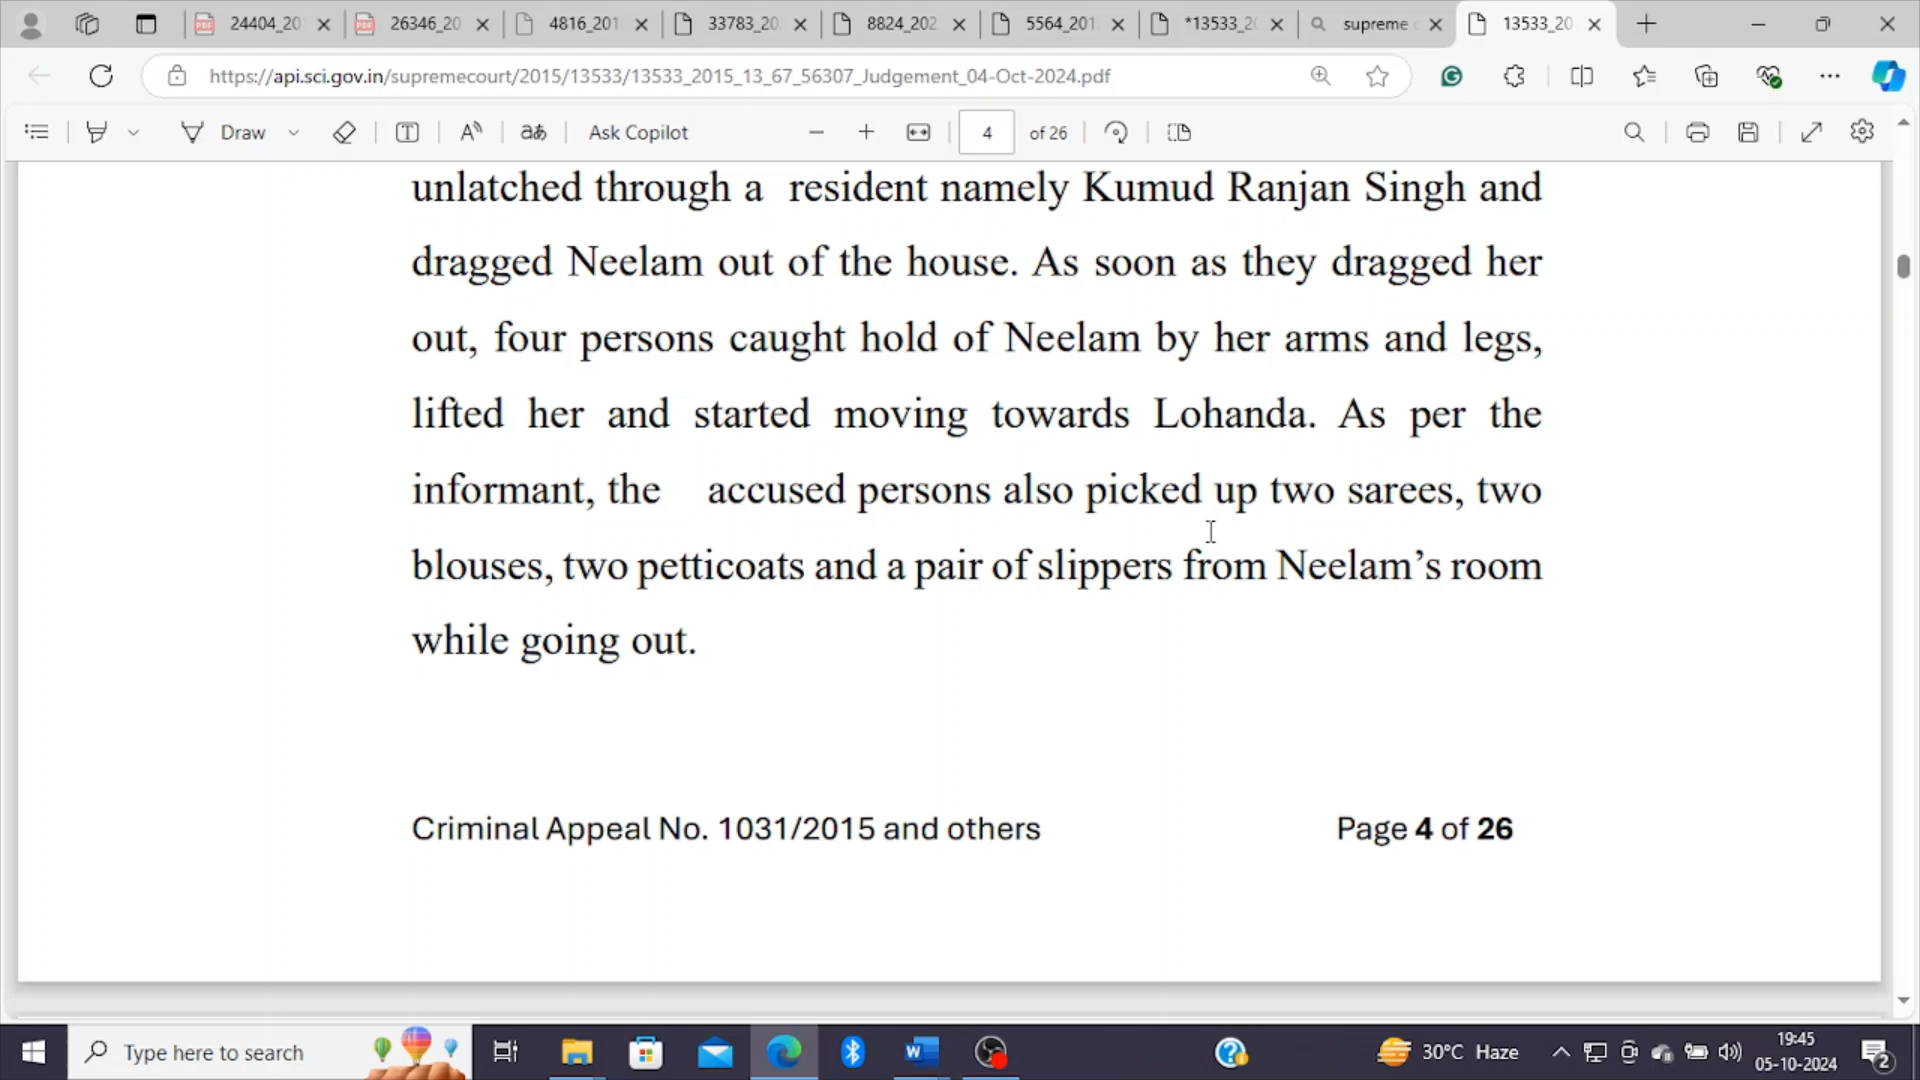 24404_20
26346_20
4816_201
33783_20
8824_202
5564_201
*13533_20
supreme
13533_20
https://api.sci.gov.in/supremecourt/2015/13533/13533_2015_13_67_56307_Judgement_04-Oct-2024.pdf
Draw
Ask Copilot
4 of 26
unlatched through a resident namely Kumud Ranjan Singh and
dragged Neelam out of the house. As soon as they dragged her
out, four persons caught hold of Neelam by her arms and legs,
lifted her and started moving towards Lohanda. As per the
informant, the accused persons also picked up two sarees, two
blouses, two petticoats and a pair of slippers from Neelam’s room
while going out.
Criminal Appeal No. 1031/2015 and others Page 4 of 26
Type here to search
30°C Haze
19:45
05-10-2024
2